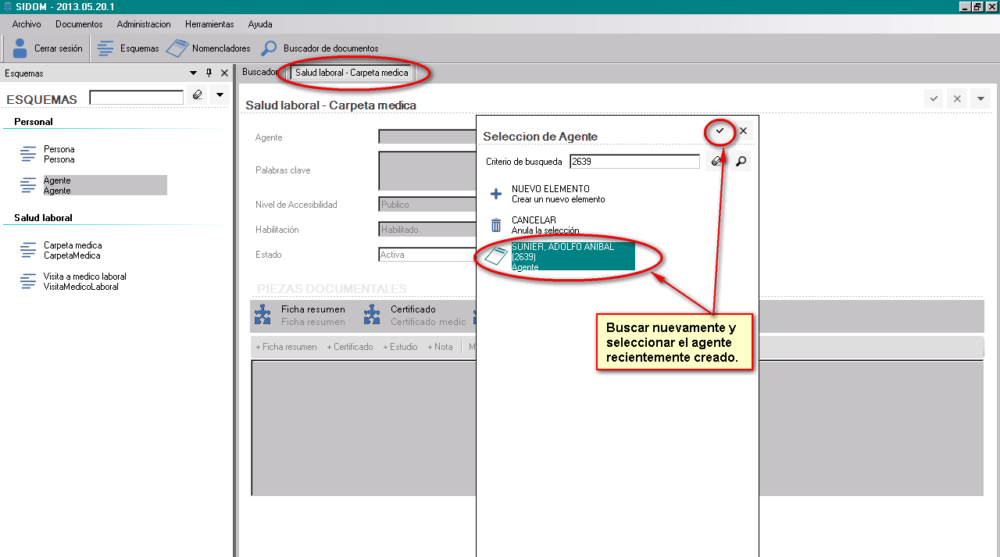 SIDOM - 2013.05.20.1
Archivo Documentos Administracion Herramientas Ayuda
Cerrar sesión Esquemas Nomencladores Buscador de documentos
Esquemas
ESQUEMAS
Personal
Persona
Persona
Agente
Agente
Salud laboral
Carpeta medica
CarpetaMedica
Visita a medico laboral
VisitaMedicoLaboral
Buscador Salud laboral - Carpeta medica
Salud laboral - Carpeta medica
Agente
Palabras clave
Nivel de Accesibilidad Publico
Habilitación Habilitado
Estado Activa
PIEZAS DOCUMENTALES
Ficha resumen Certificado
Ficha resumen Certificado medic
+ Ficha resumen + Certificado + Estudio + Nota M
Seleccion de Agente
Criterio de busqueda 2639
NUEVO ELEMENTO
Crear un nuevo elemento
CANCELAR
Anula la selección
SUNIER, ADOLFO ANIBAL
(2639)
Agente
Buscar nuevamente y
seleccionar el agente
recientemente creado.